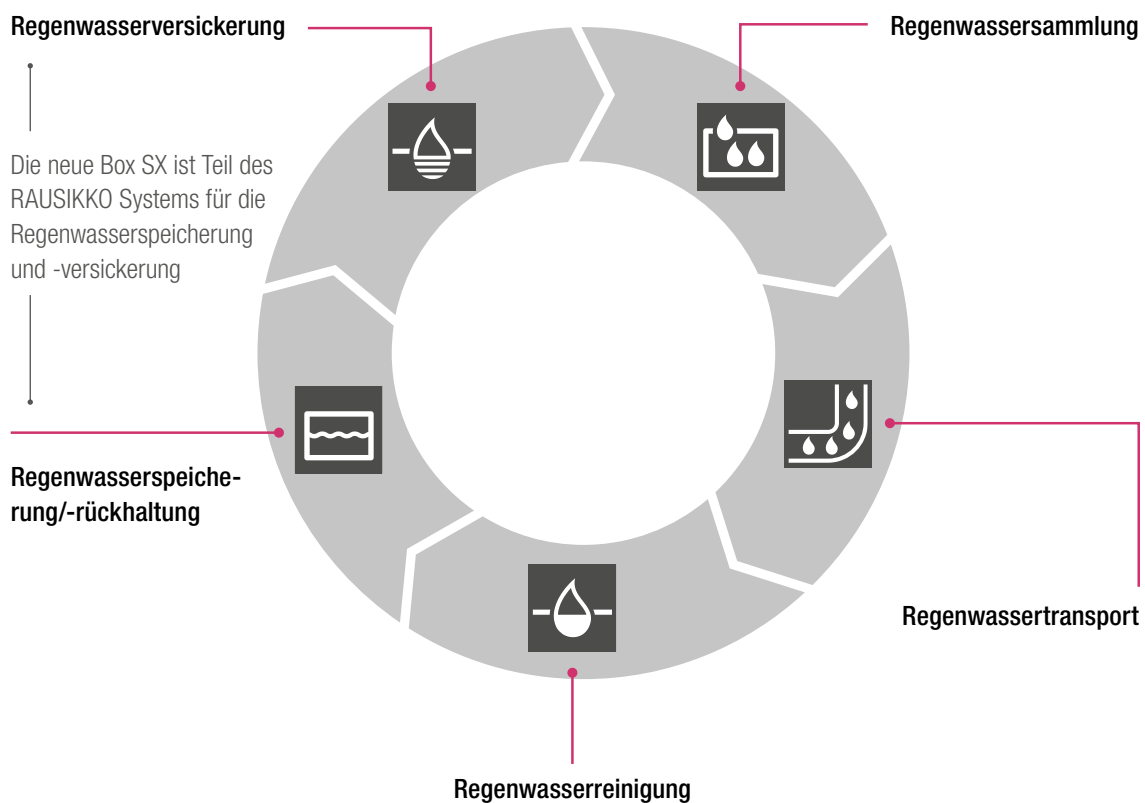 Regenwasserversickerung
Regenwassersammlung
Die neue Box SX ist Teil des
RAUSIKKO Systems für die
Regenwasserspeicherung
und -versickerung
Regenwasserspeiche-
rung/-rückhaltung
Regenwassertransport
Regenwasserreinigung